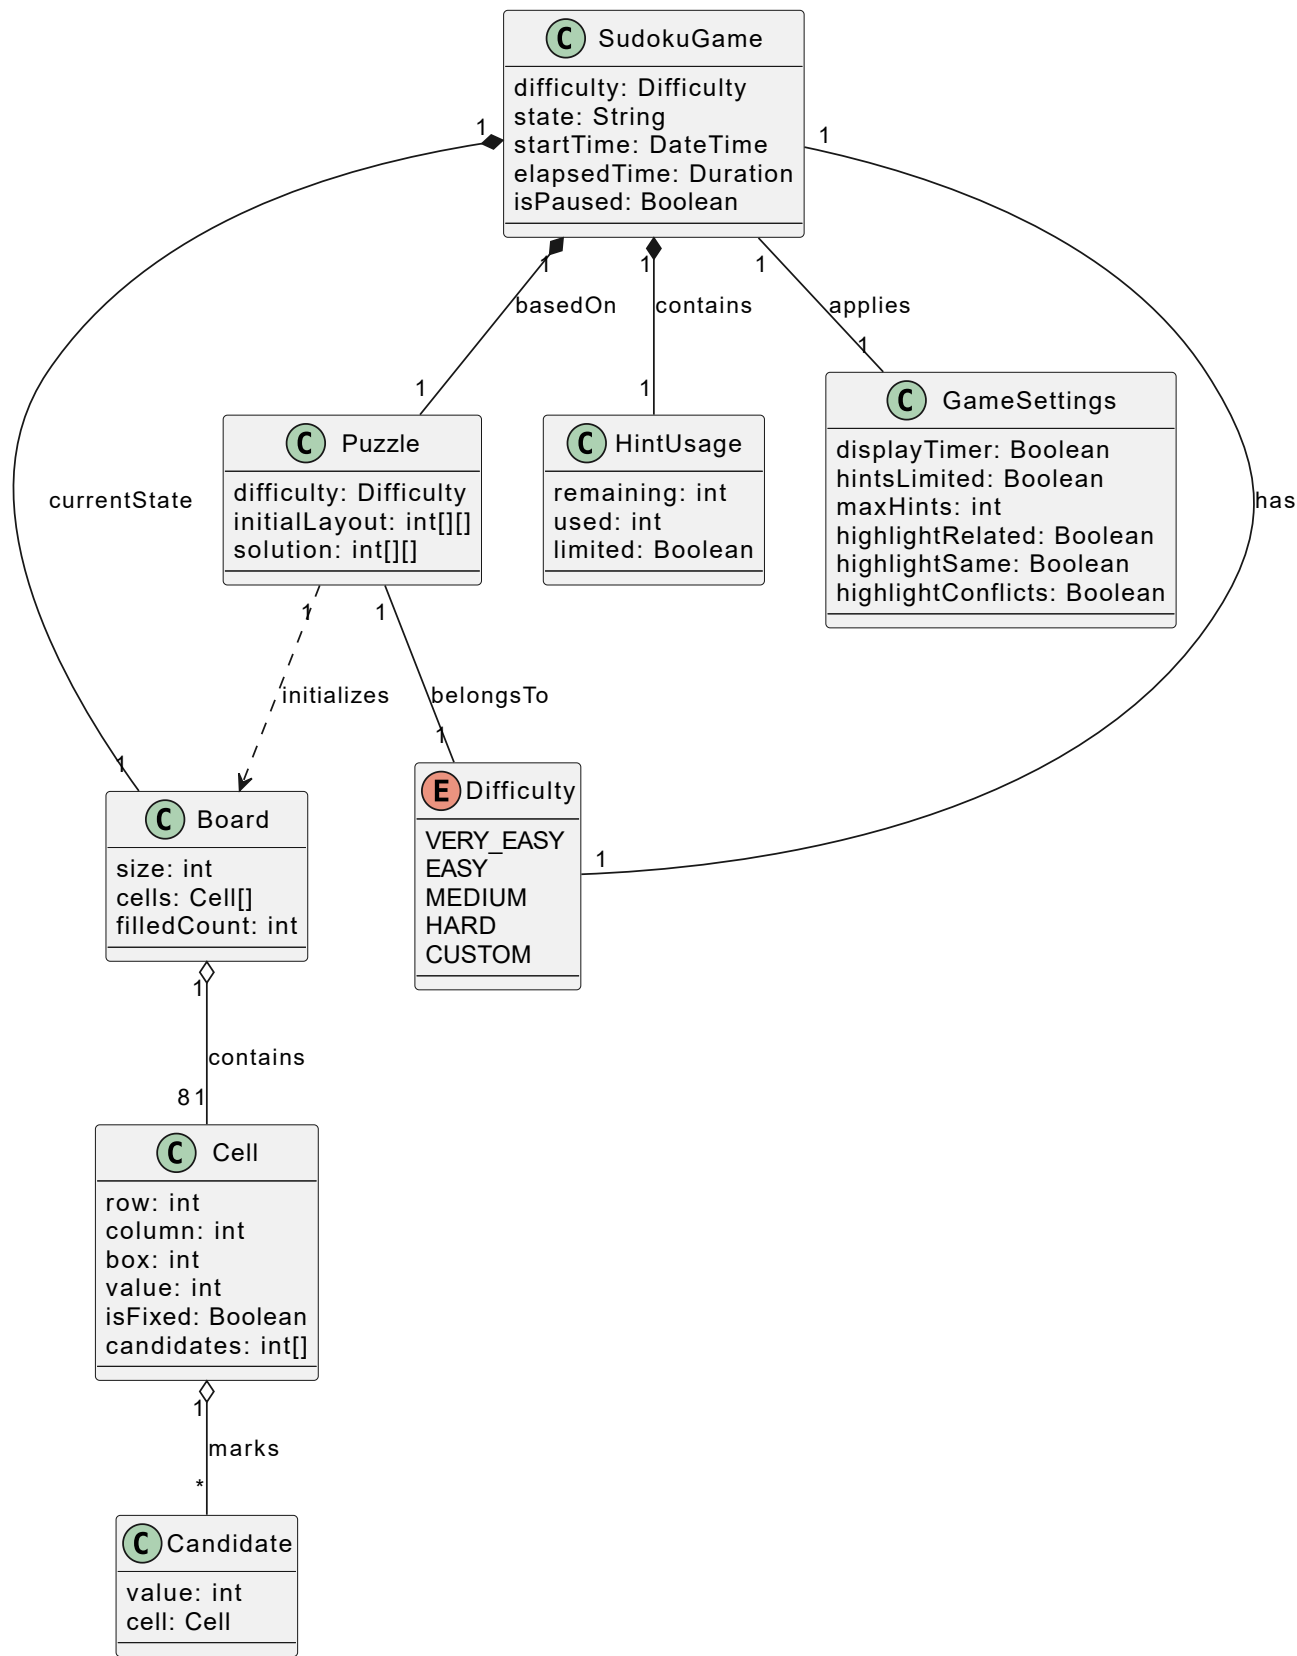 C SudokuGame
difficulty: Difficulty
state: String
startTime: DateTime
elapsedTime: Duration
isPaused: Boolean
1
1
1
1
1
basedOn
contains
applies
1
1
1
C GameSettings
displayTimer: Boolean
hintsLimited: Boolean
maxHints: int
highlightRelated: Boolean
highlightSame: Boolean
highlightConflicts: Boolean
C Puzzle
difficulty: Difficulty
initialLayout: int[][]
solution: int[][]
C HintUsage
remaining: int
used: int
limited: Boolean
currentState
has
1
1
initializes
belongsTo
1
1
E Difficulty
VERY_EASY
EASY
MEDIUM
HARD
CUSTOM
1
C Board
size: int
cells: Cell[]
filledCount: int
1
contains
81
C Cell
row: int
column: int
box: int
value: int
isFixed: Boolean
candidates: int[]
1
marks
*
C Candidate
value: int
cell: Cell